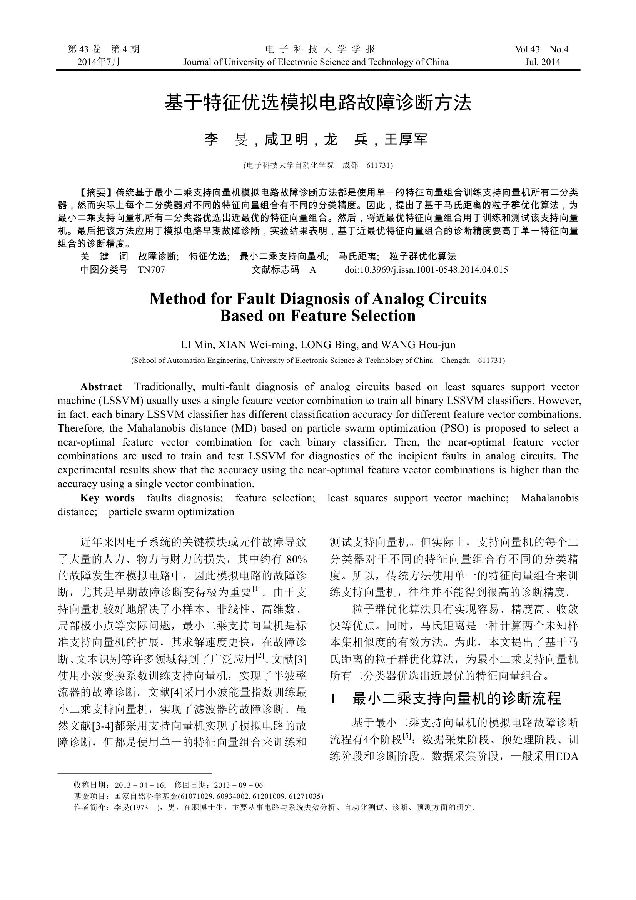 第 43 卷 第 4 期 电 子 科 技 大 学 学 报 Vol.43 No.4
2014年7月 Journal of University of Electronic Science and Technology of China Jul. 2014
基于特征优选模拟电路故障诊断方法
李 旻，咸卫明，龙 兵，王厚军
(电子科技大学自动化学院 成都 611731)
【摘要】传统基于最小二乘支持向量机模拟电路故障诊断方法都是使用单一的特征向量组合训练支持向量机所有二分类
器，然而实际上每个二分类器对不同的特征向量组合有不同的分类精度。因此，提出了基于马氏距离的粒子群优化算法，为
最小二乘支持向量机所有二分类器优选出近最优的特征向量组合。然后，将近最优特征向量组合用于训练和测试该支持向量
机。最后把该方法应用于模拟电路早期故障诊断，实验结果表明，基于近最优特征向量组合的诊断精度要高于单一特征向量
组合的诊断精度。
关 键 词 故障诊断； 特征优选； 最小二乘支持向量机； 马氏距离； 粒子群优化算法
中图分类号 TN707 文献标志码 A doi:10.3969/j.issn.1001-0548.2014.04.015
Method for Fault Diagnosis of Analog Circuits
Based on Feature Selection
LI Min, XIAN Wei-ming, LONG Bing, and WANG Hou-jun
(School of Automation Engineering, University of Electronic Science & Technology of China Chengdu 611731)
Abstract Traditionally, multi-fault diagnosis of analog circuits based on least squares support vector
machine (LSSVM) usually uses a single feature vector combination to train all binary LSSVM classifiers. However,
in fact, each binary LSSVM classifier has different classification accuracy for different feature vector combinations.
Therefore, the Mahalanobis distance (MD) based on particle swarm optimization (PSO) is proposed to select a
near-optimal feature vector combination for each binary classifier. Then, the near-optimal feature vector
combinations are used to train and test LSSVM for diagnostics of the incipient faults in analog circuits. The
experimental results show that the accuracy using the near-optimal feature vector combinations is higher than the
accuracy using a single vector combination.
Key words faults diagnosis; feature selection; least squares support vector machine; Mahalanobis
distance; particle swarm optimization
近年来因电子系统的关键模块或元件故障导致
了大量的人力、物力与财力的损失，其中约有 80%
的故障发生在模拟电路中，因此模拟电路的故障诊
断，尤其是早期故障诊断变得极为重要[1]。由于支
持向量机较好地解决了小样本、非线性、高维数、
局部极小点等实际问题，最小二乘支持向量机是标
准支持向量机的扩展，其求解速度更快，在故障诊
断、文本识别等许多领域得到了广泛应用[2]。文献[3]
使用小波变换系数训练支持向量机，实现了半波整
流器的故障诊断，文献[4]采用小波能量指数训练最
小二乘支持向量机，实现了滤波器的故障诊断。虽
然文献[3-4]都采用支持向量机实现了模拟电路的故
障诊断，但都是使用单一的特征向量组合来训练和
测试支持向量机。但实际上，支持向量机的每个二
分类器对于不同的特征向量组合有不同的分类精
度。所以，传统方法使用单一的特征向量组合来训
练支持向量机，往往并不能得到很高的诊断精度。
粒子群优化算法具有实现容易、精度高、收敛
快等优点。同时，马氏距离是一种计算两个未知样
本集相似度的有效方法。为此，本文提出了基于马
氏距离的粒子群优化算法，为最小二乘支持向量机
所有二分类器优选出近最优的特征向量组合。
1 最小二乘支持向量机的诊断流程
基于最小二乘支持向量机的模拟电路故障诊断
流程有4个阶段[5]：数据采集阶段、预处理阶段、训
练阶段和诊断阶段。数据采集阶段，一般采用EDA
收稿日期：2013－04－16；修回日期：2013－09－06
基金项目：国家自然科学基金(61071029, 60934002, 61201009, 61271035)
作者简介：李旻(1973－)，男，在职博士生，主要从事电路与系统失效分析、自动化测试、诊断、预测方面的研究.